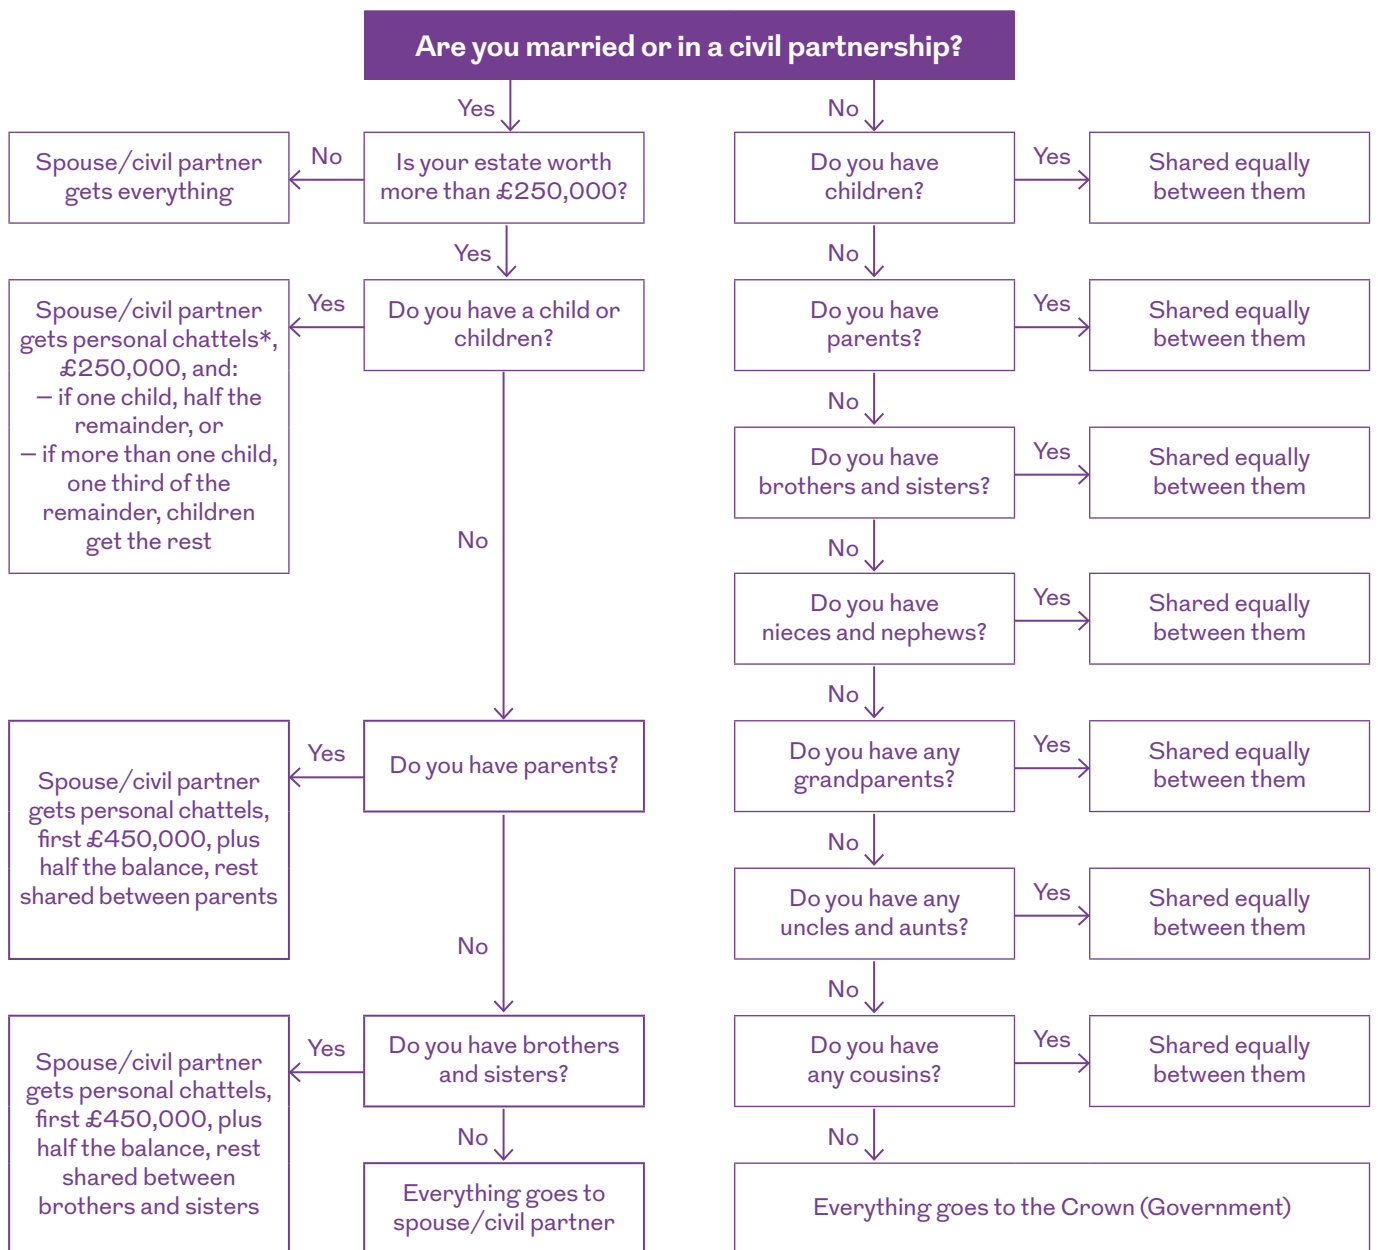 Are you married or in a civil partnership?
Yes
No
Spouse/civil partner
gets everything
No
Is your estate worth
more than £250,000?
Do you have
children?
Yes
Shared equally
between them
Yes
No
Spouse/civil partner
gets personal chattels*,
£250,000, and:
– if one child, half the
remainder, or
– if more than one child,
one third of the
remainder, children
get the rest
Yes
Do you have a child or
children?
Do you have
parents?
Yes
Shared equally
between them
No
Do you have
brothers and sisters?
Yes
Shared equally
between them
No
No
Do you have
nieces and nephews?
Yes
Shared equally
between them
No
Spouse/civil partner
gets personal chattels,
first £450,000, plus
half the balance, rest
shared between parents
Yes
Do you have parents?
Do you have any
grandparents?
Yes
Shared equally
between them
No
Do you have any
uncles and aunts?
Yes
Shared equally
between them
No
No
Spouse/civil partner
gets personal chattels,
first £450,000, plus
half the balance, rest
shared between
brothers and sisters
Yes
Do you have brothers
and sisters?
Do you have
any cousins?
Yes
Shared equally
between them
No
No
Everything goes to
spouse/civil partner
Everything goes to the Crown (Government)